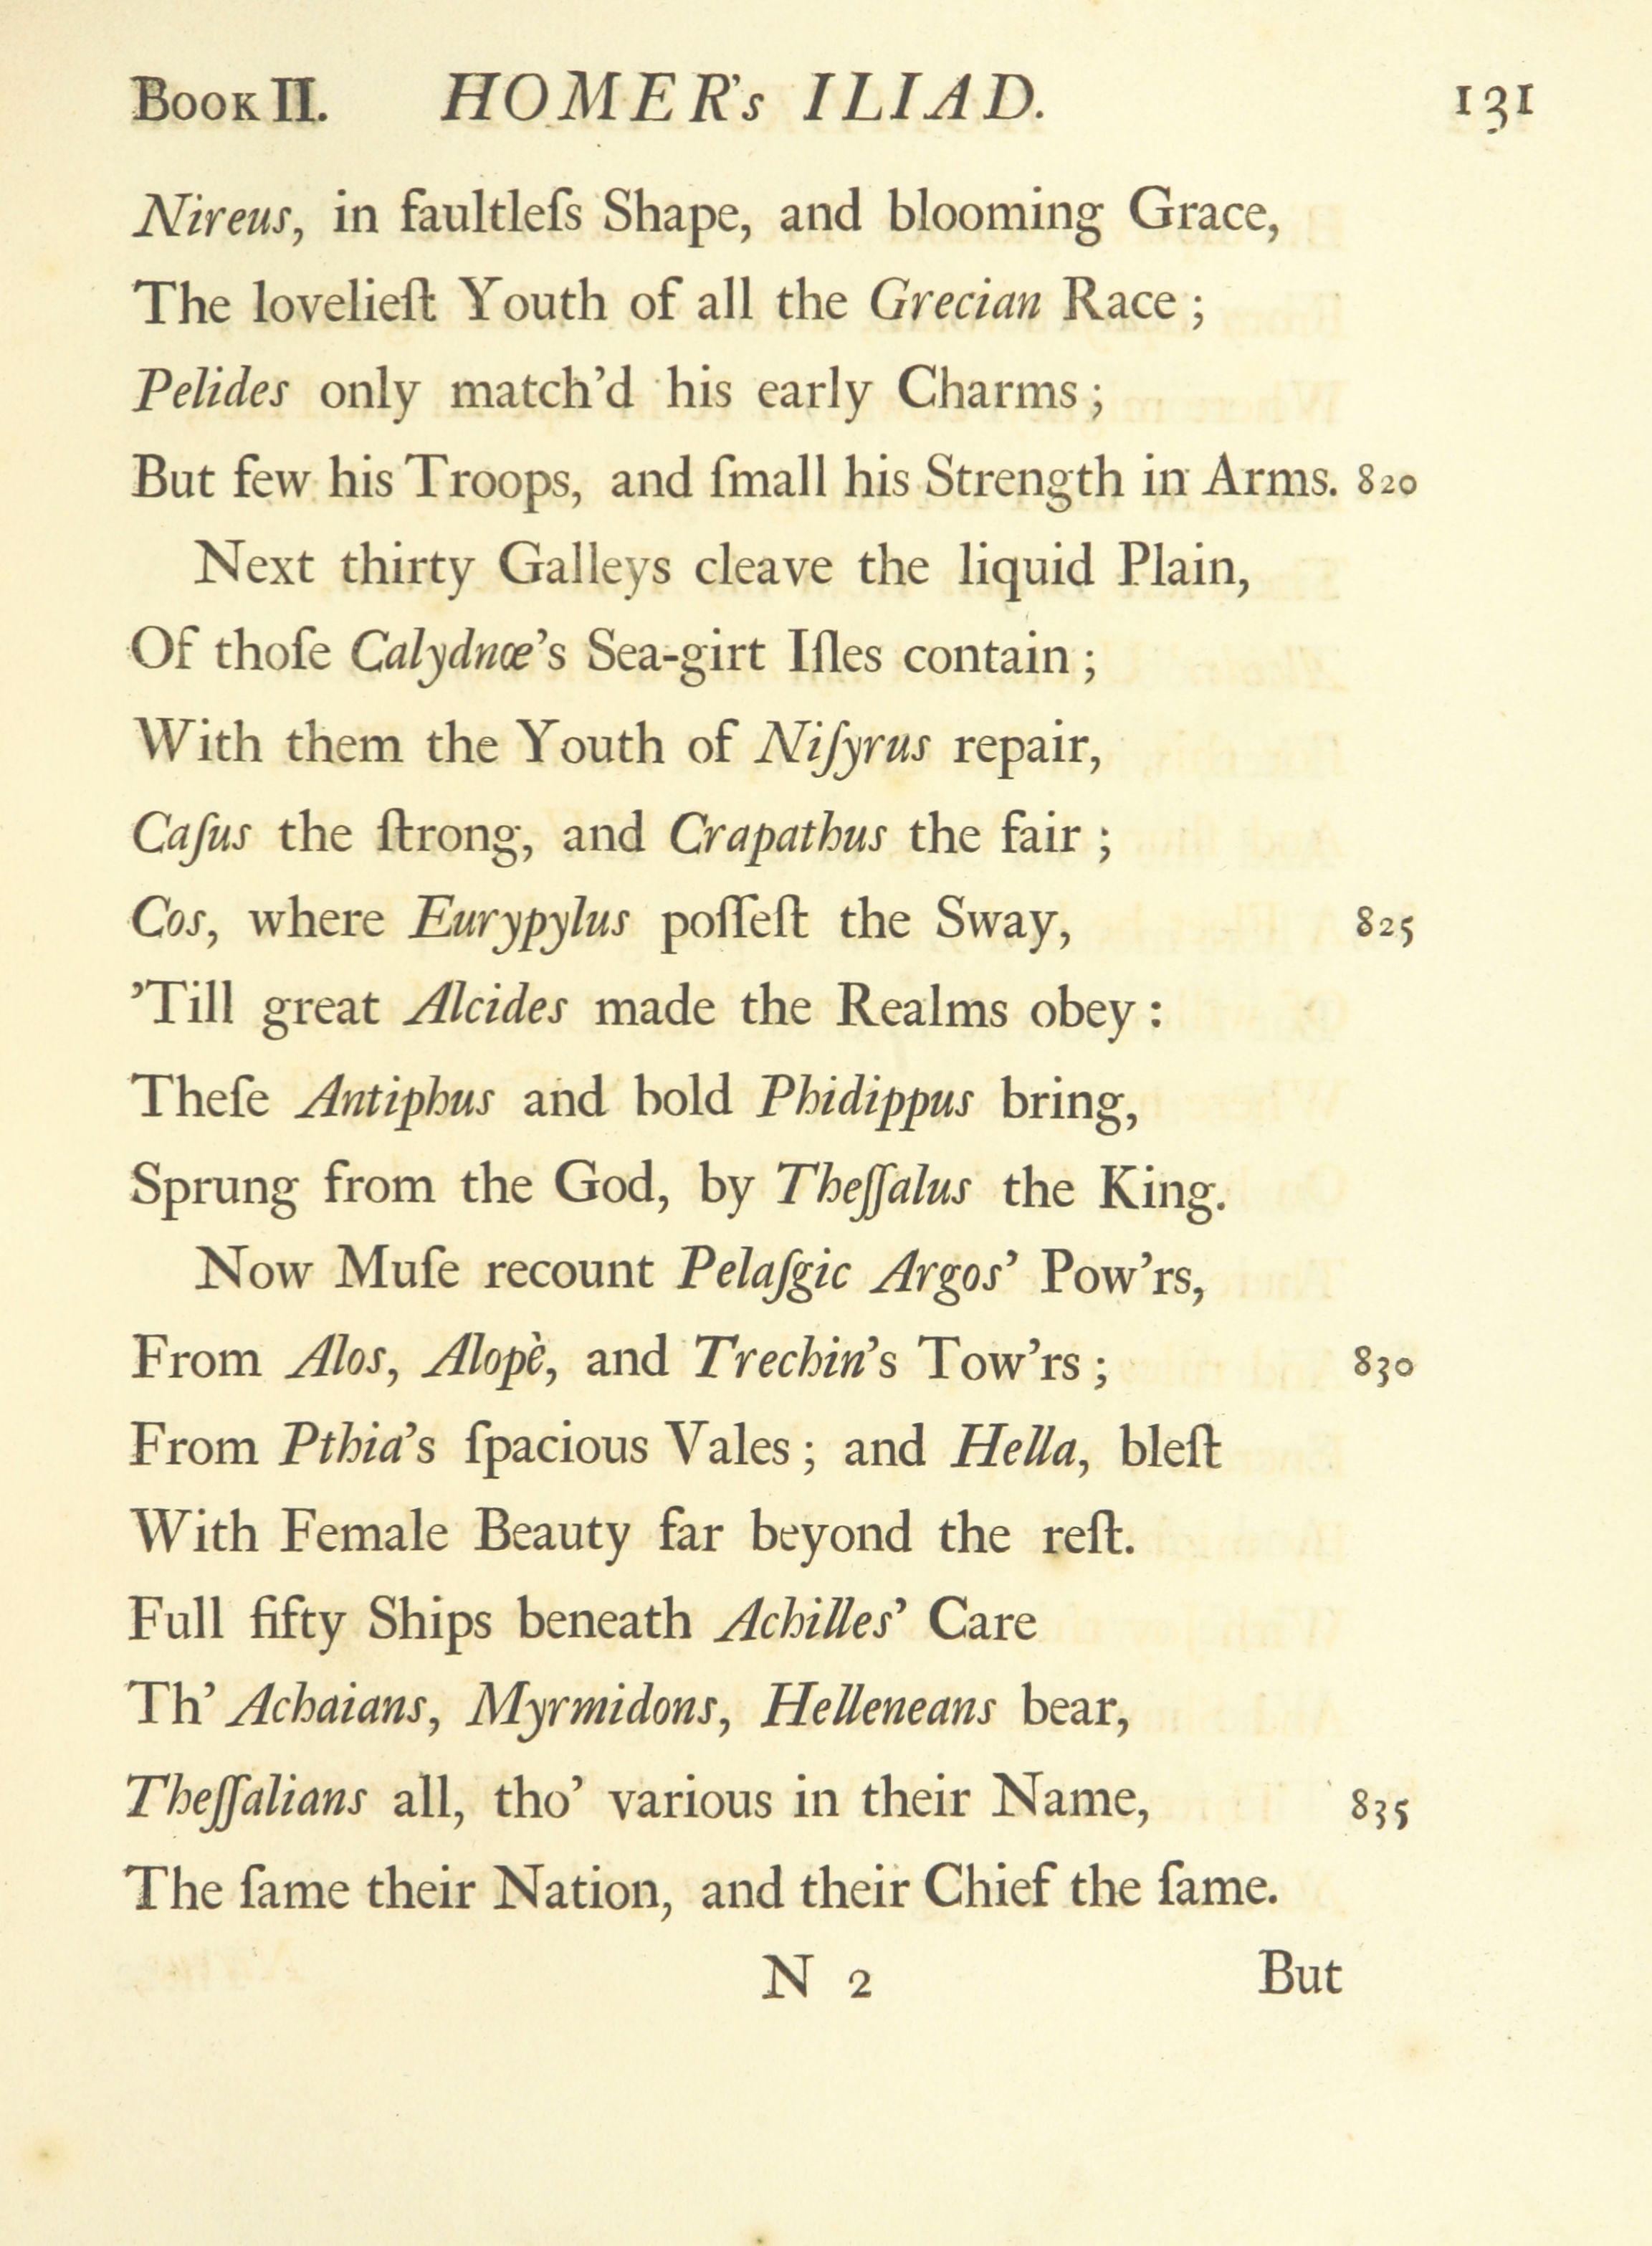 BOOK II. HOMER's ILIAD. 131
Nireus, in faultleſs Shape, and blooming Grace,
The lovelieſt Youth of all the Grecian Race;
Pelides only match'd his early Charms;
But few his Troops, and ſmall his Strength in Arms. 820
Next thirty Galleys cleave the liquid Plain,
Of thoſe Calydnœ's Sea-girt Iſles contain;
With them the Youth of Niſyrus repair,
Caſus the ſtrong, and Crapathus the fair;
Cos, where Eurypylus poſſeſt the Sway, 825
'Till great Alcides made the Realms obey:
Theſe Antiphus and bold Phidippus bring,
Sprung from the God, by Theſſalus the King.
Now Muſe recount Pelaſgic Argos' Pow'rs,
From Alos, Alopè, and Trechin's Tow'rs; 830
From Pthia's ſpacious Vales; and Hella, bleſt
With Female Beauty far beyond the reſt.
Full fifty Ships beneath Achilles' Care
Th' Achaians, Myrmidons, Helleneans bear,
Theſſalians all, tho' various in their Name, 835
The ſame their Nation, and their Chief the ſame.
N 2 But